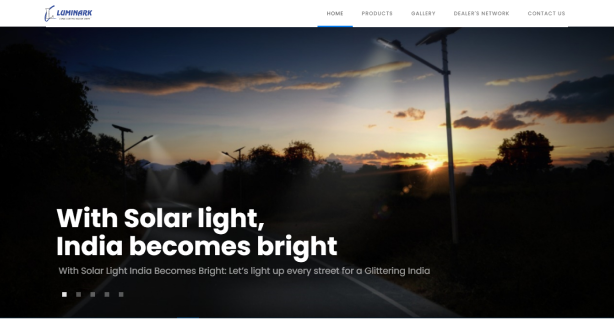 LUMINARK
HOME
PRODUCTS
GALLERY
DEALER'S NETWORK
CONTACT US
With Solar light,
India becomes bright
With Solar Light India Becomes Bright: Let's light up every street for a Glittering India